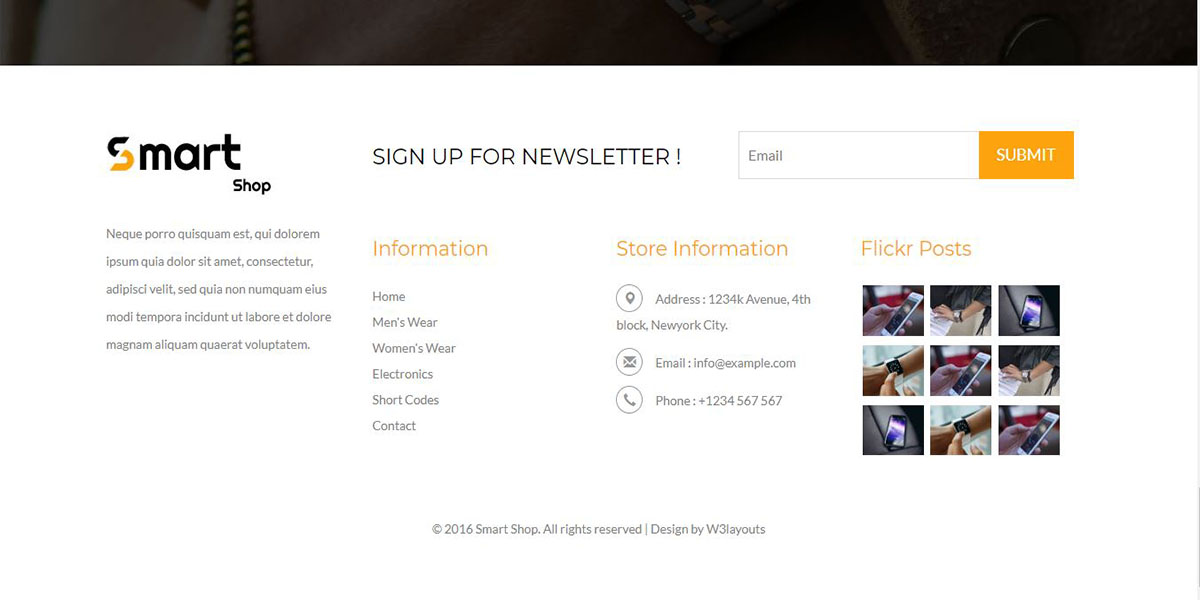 Smart
Shop
SIGN UP FOR NEWSLETTER !
Email
SUBMIT
Neque porro quisquam est, qui dolorem
ipsum quia dolor sit amet, consectetur,
adipisci velit, sed quia non numquam eius
modi tempora incidunt ut labore et dolore
magnam aliquam quaerat voluptatem.
Information
Home
Men's Wear
Women's Wear
Electronics
Short Codes
Contact
Store Information
Address : 1234k Avenue, 4th
block, Newyork City.
Email : info@example.com
Phone : +1234 567 567
Flickr Posts
© 2016 Smart Shop. All rights reserved | Design by W3layouts